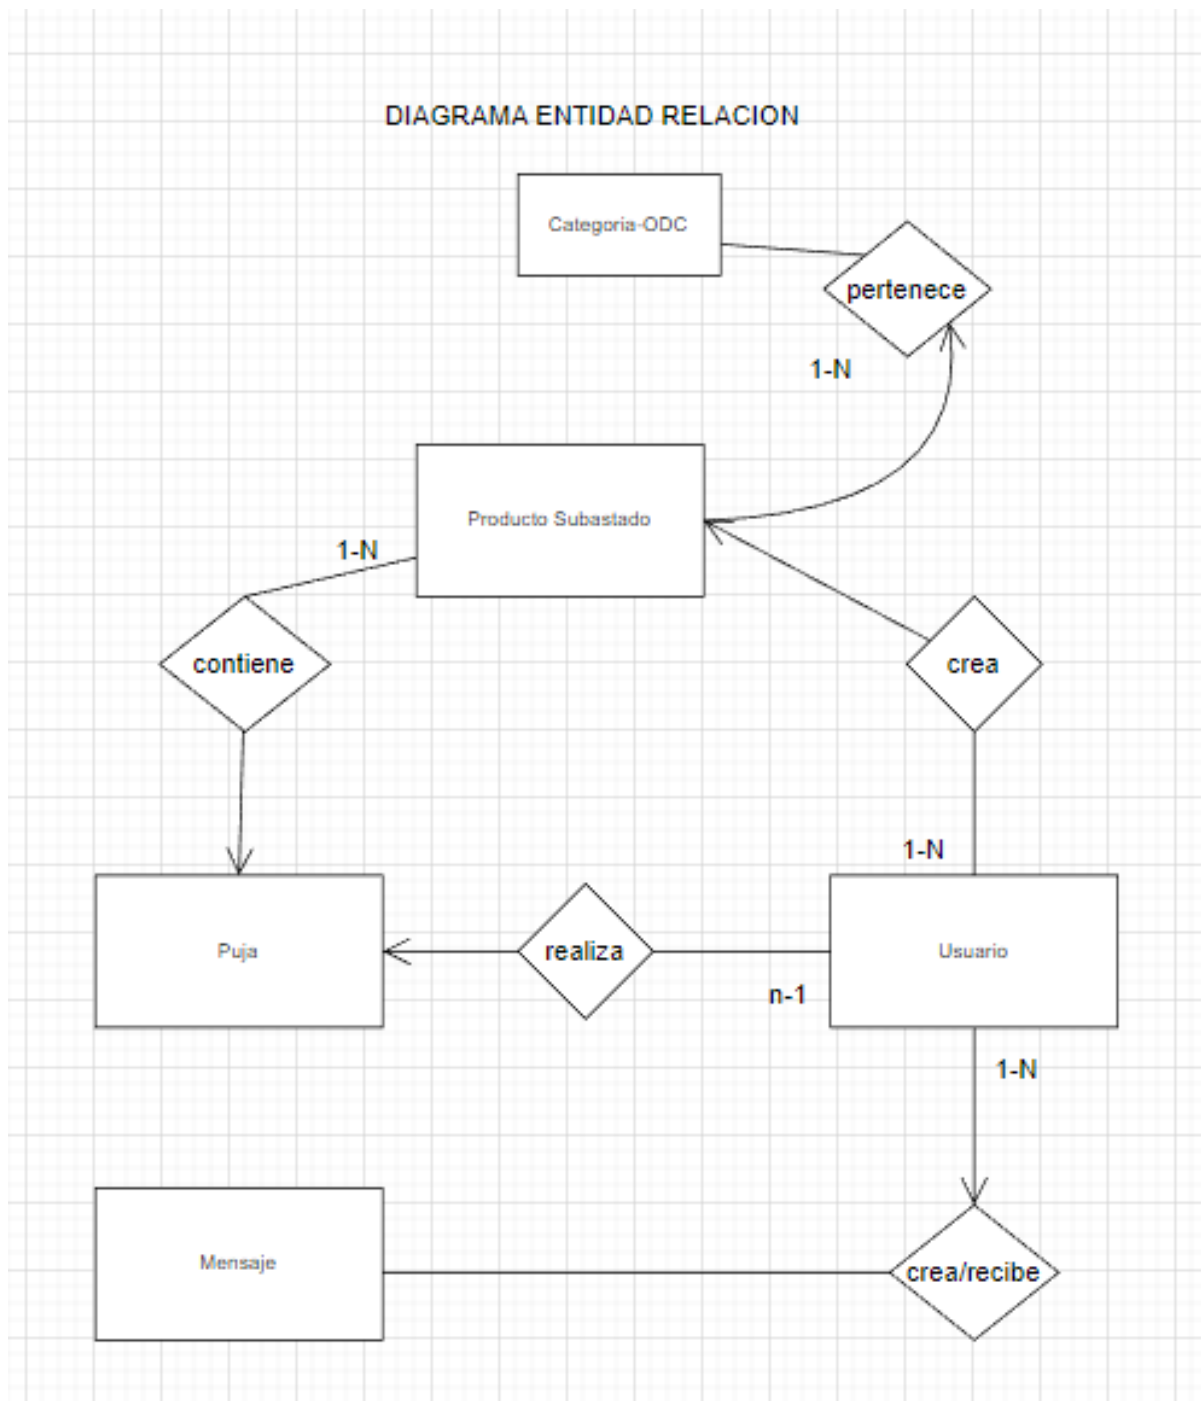 DIAGRAMA ENTIDAD RELACION
Categoria-ODC
pertenece
1-N
Producto Subastado
1-N
contiene
crea
1-N
Puja
realiza
Usuario
n-1
1-N
Mensaje
crea/recibe